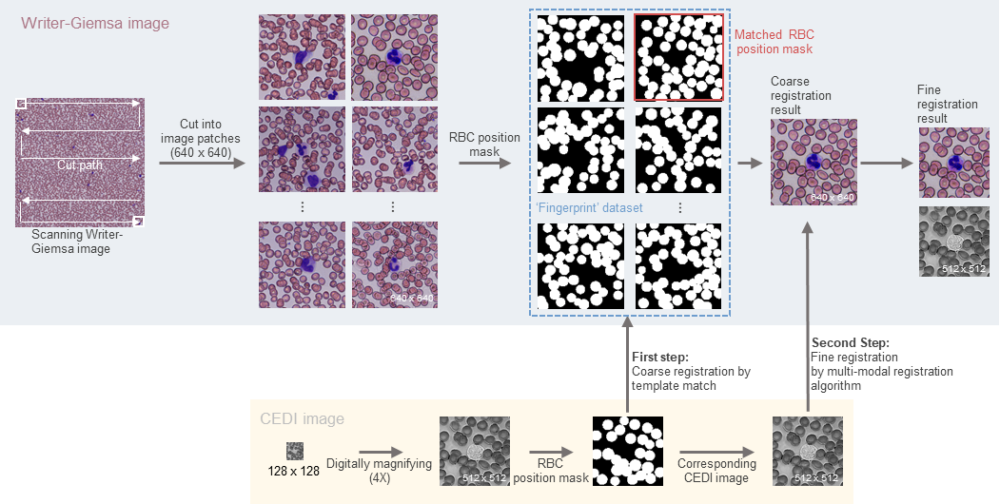 Writer-Giemsa image
Cut path
Scanning Writer-
Giemsa image
Cut into
image patches
(640 x 640)
⋮ ⋮
640 x 640
RBC position
mask
Matched RBC
position mask
'Fingerprint' dataset
⋮
Coarse
registration
result
640 x 640
Fine
registration
result
512 x 512
First step:
Coarse registration by
template match
Second Step:
Fine registration
by multi-modal registration
algorithm
CEDI image
128 x 128
Digitally magnifying
(4X)
512 x 512
RBC
position mask
Corresponding
CEDI image
512 x 512